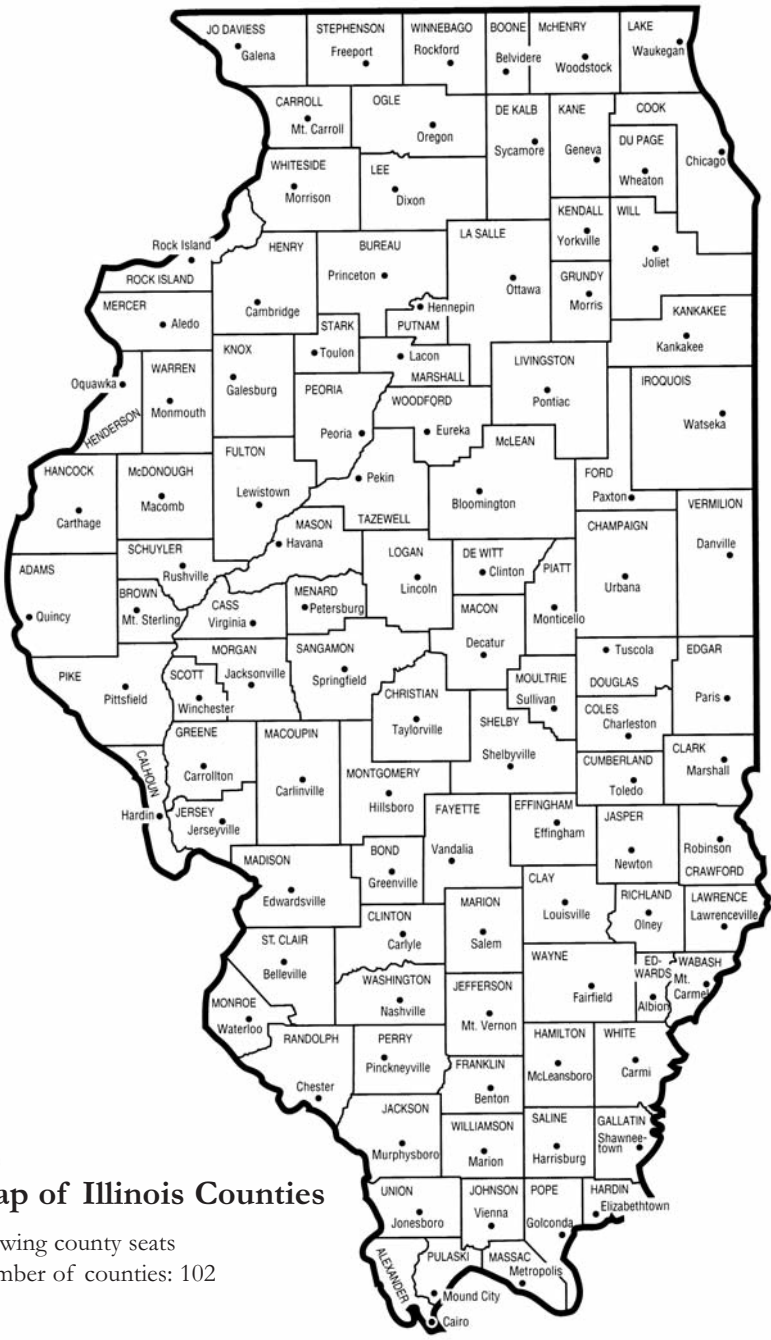 JO DAVIESS
Galena
STEPHENSON
Freeport
WINNEBAGO
Rockford
BOONE
Belvidere
McHENRY
Woodstock
LAKE
Waukegan
CARROLL
Mt. Carroll
OGLE
Oregon
DE KALB
Sycamore
KANE
Geneva
COOK
Chicago
DU PAGE
Wheaton
WHITESIDE
Morrison
LEE
Dixon
KENDALL
Yorkville
WILL
Joliet
Rock Island
ROCK ISLAND
HENRY
Cambridge
BUREAU
Princeton
LA SALLE
Ottawa
GRUNDY
Morris
MERCER
Aledo
Hennepin
PUTNAM
KANKAKEE
Kankakee
STARK
Toulon
Lacon
MARSHALL
KNOX
Galesburg
WARREN
Monmouth
Oquawka
HENDERSON
PEORIA
Peoria
WOODFORD
Eureka
LIVINGSTON
Pontiac
IROQUOIS
Watseka
McLEAN
Bloomington
FORD
Paxton
HANCOCK
Carthage
McDONOUGH
Macomb
FULTON
Lewistown
Pekin
TAZEWELL
MASON
Havana
CHAMPAIGN
Urbana
VERMILION
Danville
ADAMS
Quincy
SCHUYLER
Rushville
BROWN
Mt. Sterling
CASS
Virginia
MENARD
Petersburg
LOGAN
Lincoln
DE WITT
Clinton
PIATT
Monticello
MACON
Decatur
PIKE
Pittsfield
SCOTT
Winchester
MORGAN
Jacksonville
SANGAMON
Springfield
CHRISTIAN
Taylorville
MOULTRIE
Sullivan
Tuscola
DOUGLAS
EDGAR
Paris
COLES
Charleston
SHELBY
Shelbyville
CUMBERLAND
Toledo
CLARK
Marshall
CALHOUN
Hardin
GREENE
Carrollton
JERSEY
Jerseyville
MACOUPIN
Carlinville
MONTGOMERY
Hillsboro
FAYETTE
Vandalia
EFFINGHAM
Effingham
JASPER
Newton
Robinson
CRAWFORD
MADISON
Edwardsville
BOND
Greenville
CLAY
Louisville
RICHLAND
Olney
LAWRENCE
Lawrenceville
CLINTON
Carlyle
MARION
Salem
ST. CLAIR
Belleville
WAYNE
Fairfield
ED-
WARDS
Albion
WABASH
Mt.
Carmel
MONROE
Waterloo
WASHINGTON
Nashville
JEFFERSON
Mt. Vernon
RANDOLPH
Chester
PERRY
Pinckneyville
HAMILTON
McLeansboro
WHITE
Carmi
FRANKLIN
Benton
JACKSON
Murphysboro
WILLIAMSON
Marion
SALINE
Harrisburg
GALLATIN
Shawnee-
town
UNION
Jonesboro
JOHNSON
Vienna
POPE
Golconda
HARDIN
Elizabethtown
ALEXANDER
Cairo
PULASKI
Mound City
MASSAC
Metropolis
ap of Illinois Counties
wing county seats
mber of counties: 102